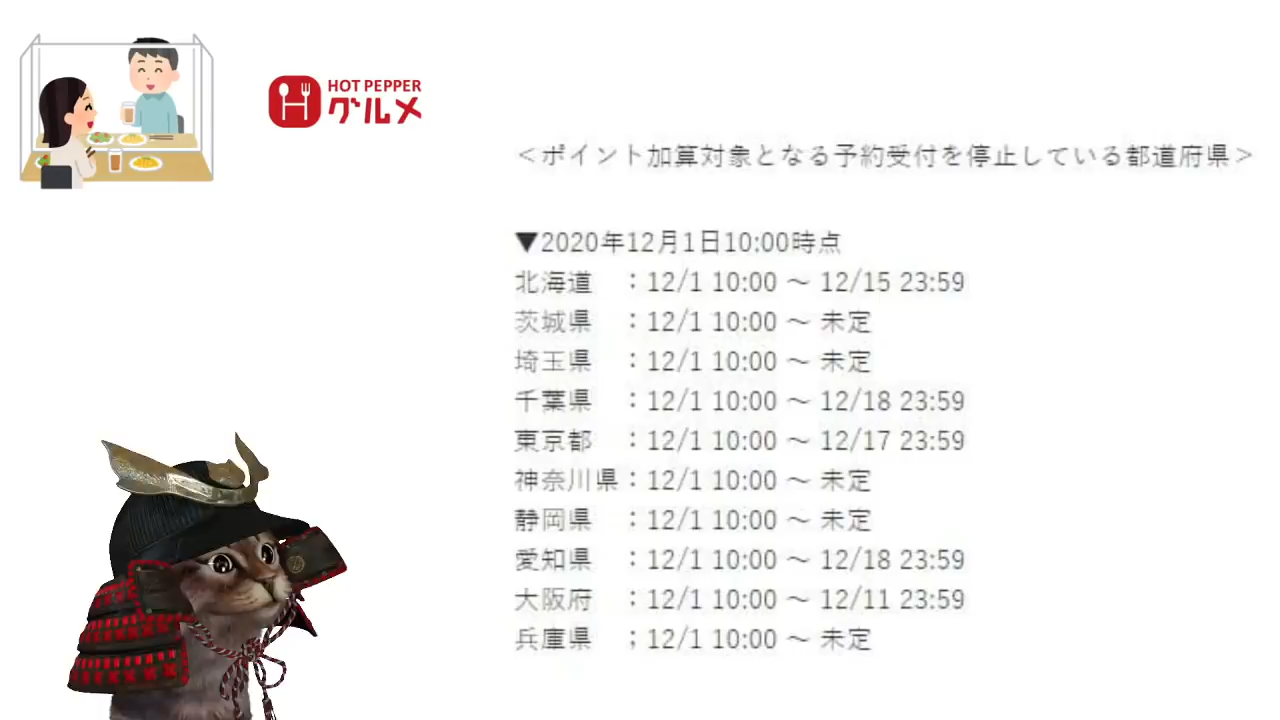 HOT PEPPER
グルメ
＜ポイント加算対象となる予約受付を停止している都道府県＞
▼2020年12月1日10:00時点
北海道　：12/1 10:00 ～ 12/15 23:59
茨城県　：12/1 10:00 ～ 未定
埼玉県　：12/1 10:00 ～ 未定
千葉県　：12/1 10:00 ～ 12/18 23:59
東京都　：12/1 10:00 ～ 12/17 23:59
神奈川県：12/1 10:00 ～ 未定
静岡県　：12/1 10:00 ～ 未定
愛知県　：12/1 10:00 ～ 12/18 23:59
大阪府　：12/1 10:00 ～ 12/11 23:59
兵庫県　；12/1 10:00 ～ 未定